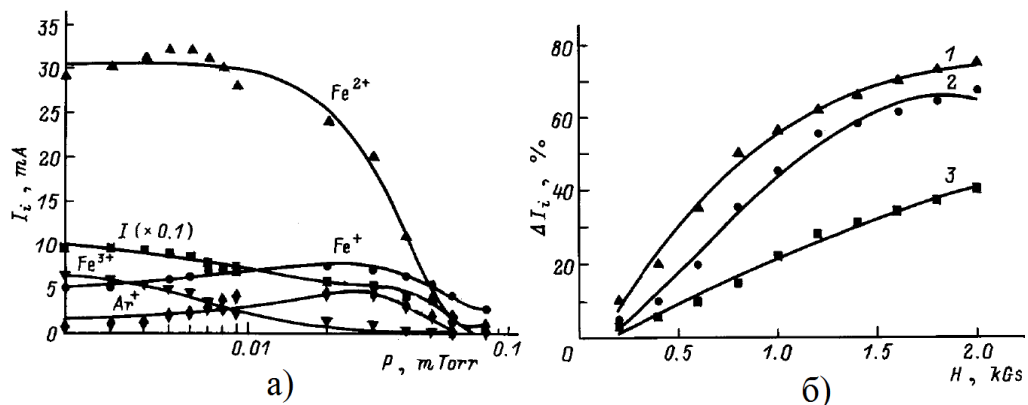 I_i, mA
35
30
25
20
15
10
5
0
Fe²⁺
I (×0.1)
Fe⁺
Fe³⁺
Ar⁺
0.01
0.1
P, mTorr
а)
ΔI_i, %
80
60
40
20
0
1
2
3
0.5
1.0
1.5
2.0
H, kGs
б)